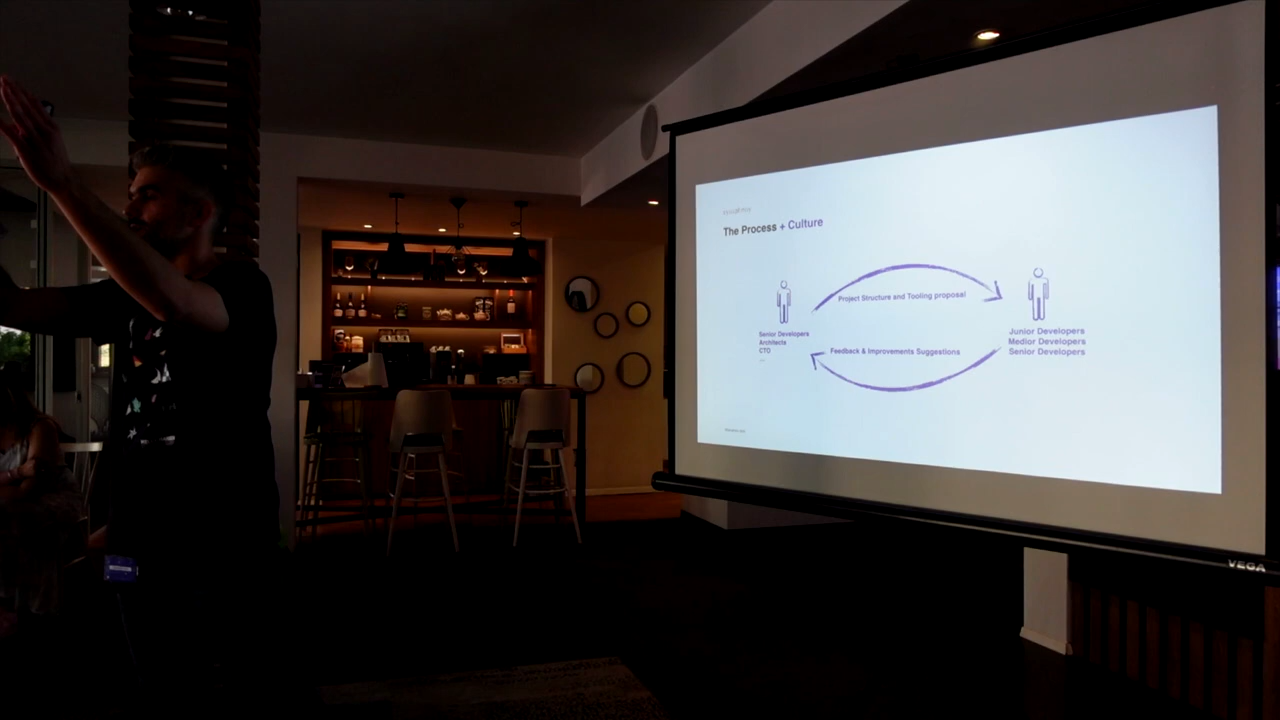 The Process + Culture
Project Structure and Tooling proposal
Senior Developers
Architects
CTO
Junior Developers
Medior Developers
Senior Developers
Feedback & Improvements Suggestions
VEGA